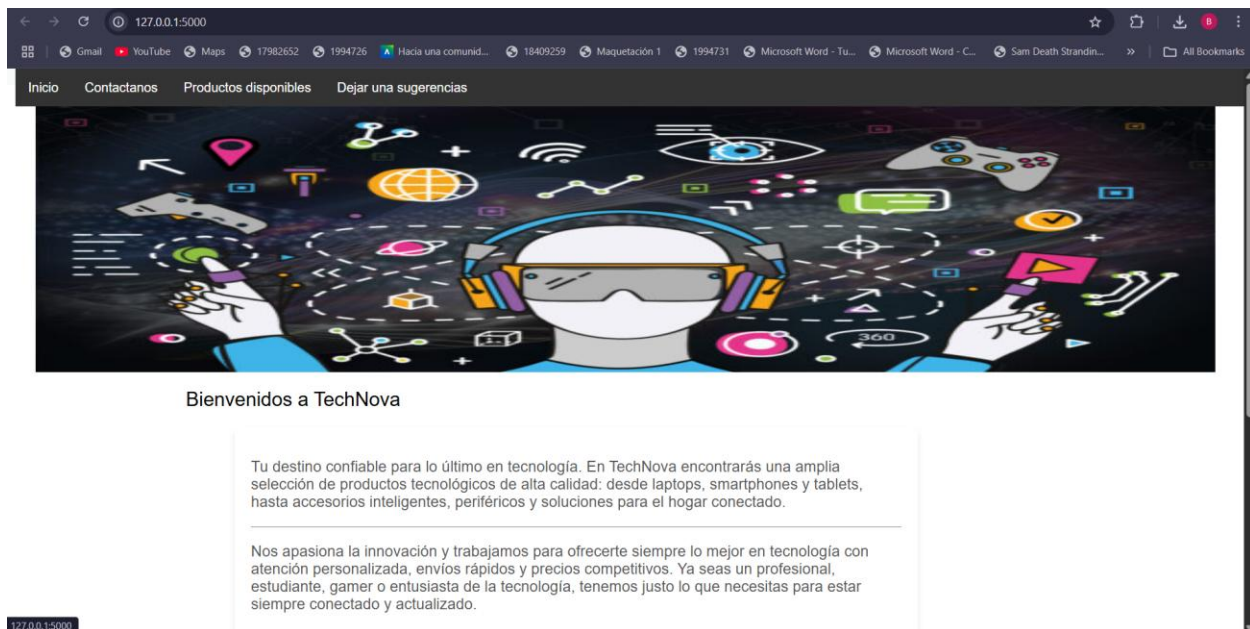 127.0.0.1:5000
B
Gmail YouTube Maps 17982652 1994726 Hacia una comunid... 18409259 Maquetación 1 1994731 Microsoft Word - Tu... Microsoft Word - C... Sam Death Strandin... » All Bookmarks
Inicio Contactanos Productos disponibles Dejar una sugerencias
360
Bienvenidos a TechNova
Tu destino confiable para lo último en tecnología. En TechNova encontrarás una amplia
selección de productos tecnológicos de alta calidad: desde laptops, smartphones y tablets,
hasta accesorios inteligentes, periféricos y soluciones para el hogar conectado.
Nos apasiona la innovación y trabajamos para ofrecerte siempre lo mejor en tecnología con
atención personalizada, envíos rápidos y precios competitivos. Ya seas un profesional,
estudiante, gamer o entusiasta de la tecnología, tenemos justo lo que necesitas para estar
siempre conectado y actualizado.
127.0.0.1:5000